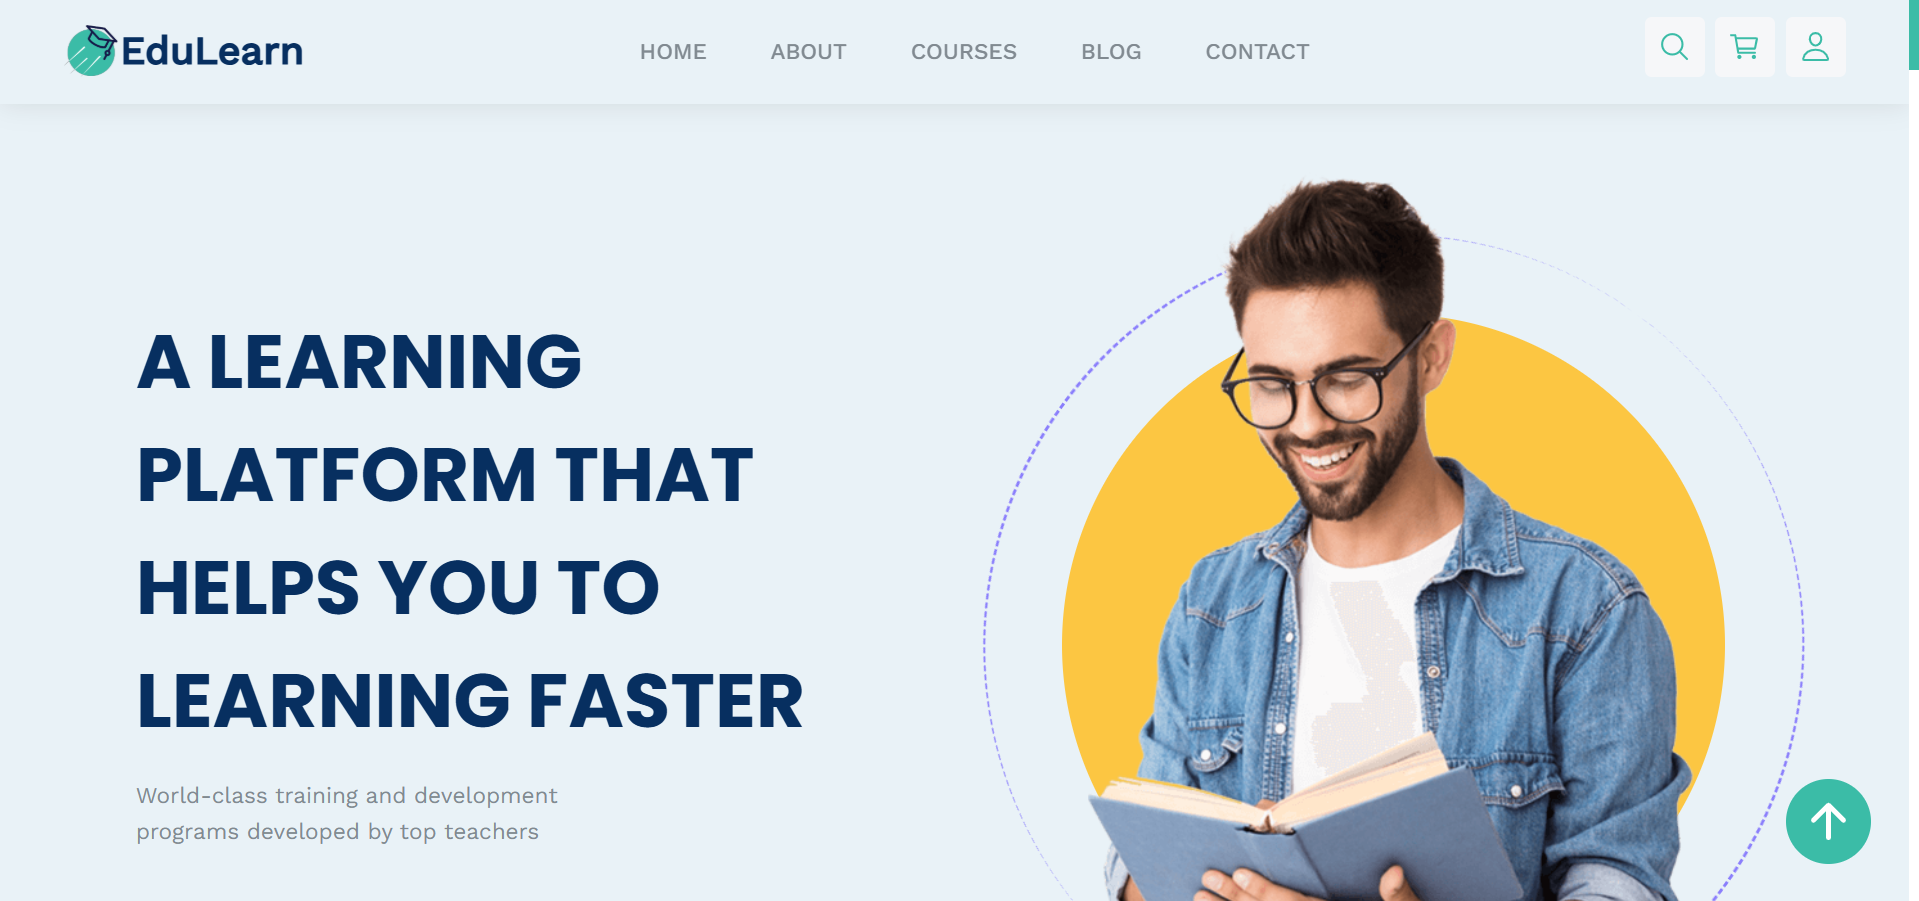 EduLearn
HOME ABOUT COURSES BLOG CONTACT
A LEARNING
PLATFORM THAT
HELPS YOU TO
LEARNING FASTER
World-class training and development
programs developed by top teachers